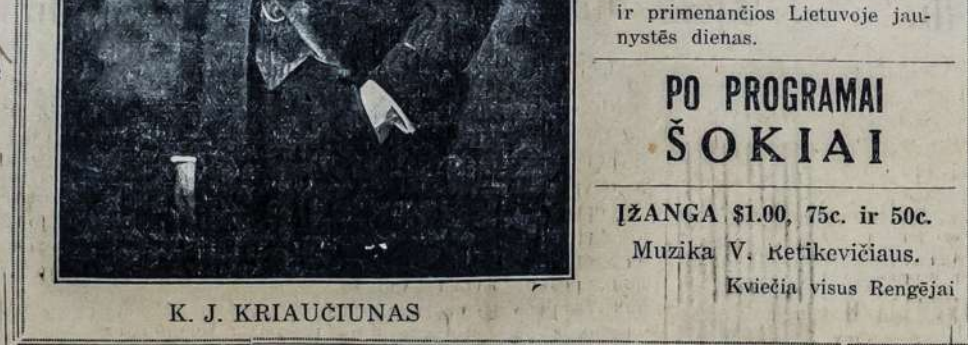 ir primenančios Lietuvoje jau-
nystės dienas.
PO PROGRAMAI
ŠOKIAI
ĮŽANGA $1.00, 75c. ir 50c.
Muzika V. Retikevičiaus.
Kviečia visus Rengėjai
K. J. KRIAUČIUNAS